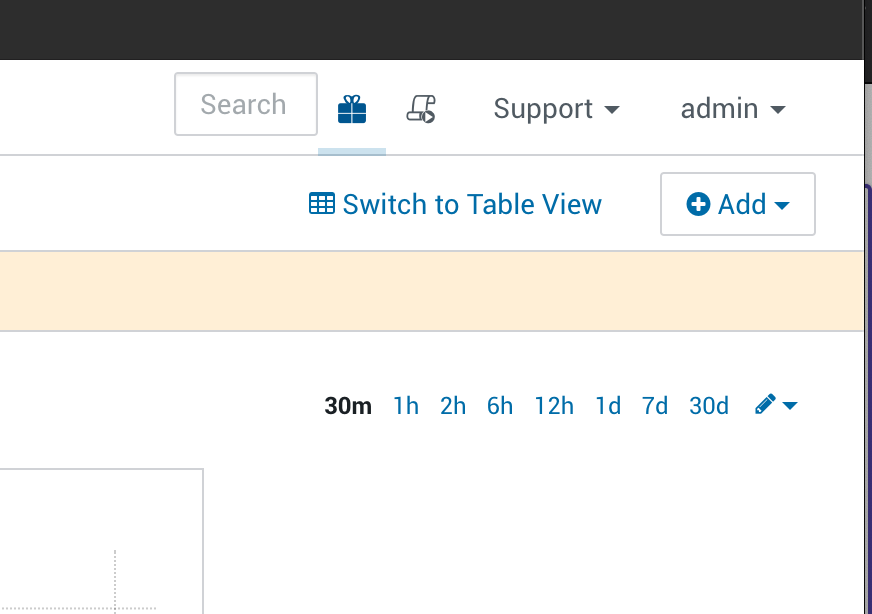 Search Support admin
Switch to Table View Add
30m 1h 2h 6h 12h 1d 7d 30d